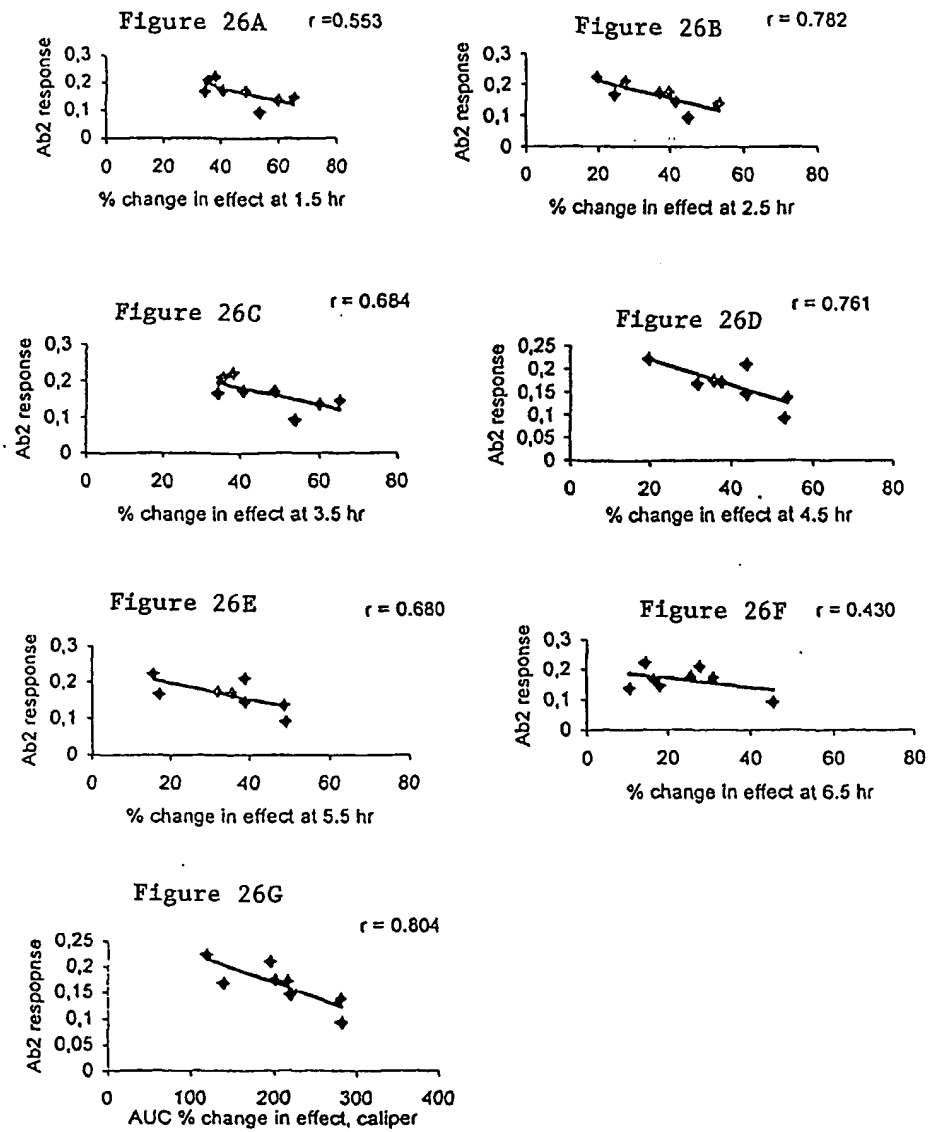 Figure 26A
r =0.553
Ab2 response
0,3
0,2
0,1
0
0 20 40 60 80
% change in effect at 1.5 hr
Figure 26B
r = 0.782
Ab2 response
0,3
0,2
0,1
0
0 20 40 60 80
% change in effect at 2.5 hr
Figure 26C
r = 0.684
Ab2 response
0,3
0,2
0,1
0
0 20 40 60 80
% change in effect at 3.5 hr
Figure 26D
r = 0.761
Ab2 response
0,25
0,2
0,15
0,1
0,05
0
0 20 40 60 80
% change in effect at 4.5 hr
Figure 26E
r = 0.680
Ab2 respponse
0,3
0,2
0,1
0
0 20 40 60 80
% change in effect at 5.5 hr
Figure 26F
r = 0.430
Ab2 response
0,3
0,2
0,1
0
0 20 40 60 80
% change in effect at 6.5 hr
Figure 26G
r = 0.804
Ab2 respopnse
0,25
0,2
0,15
0,1
0,05
0
0 100 200 300 400
AUC % change in effect, caliper